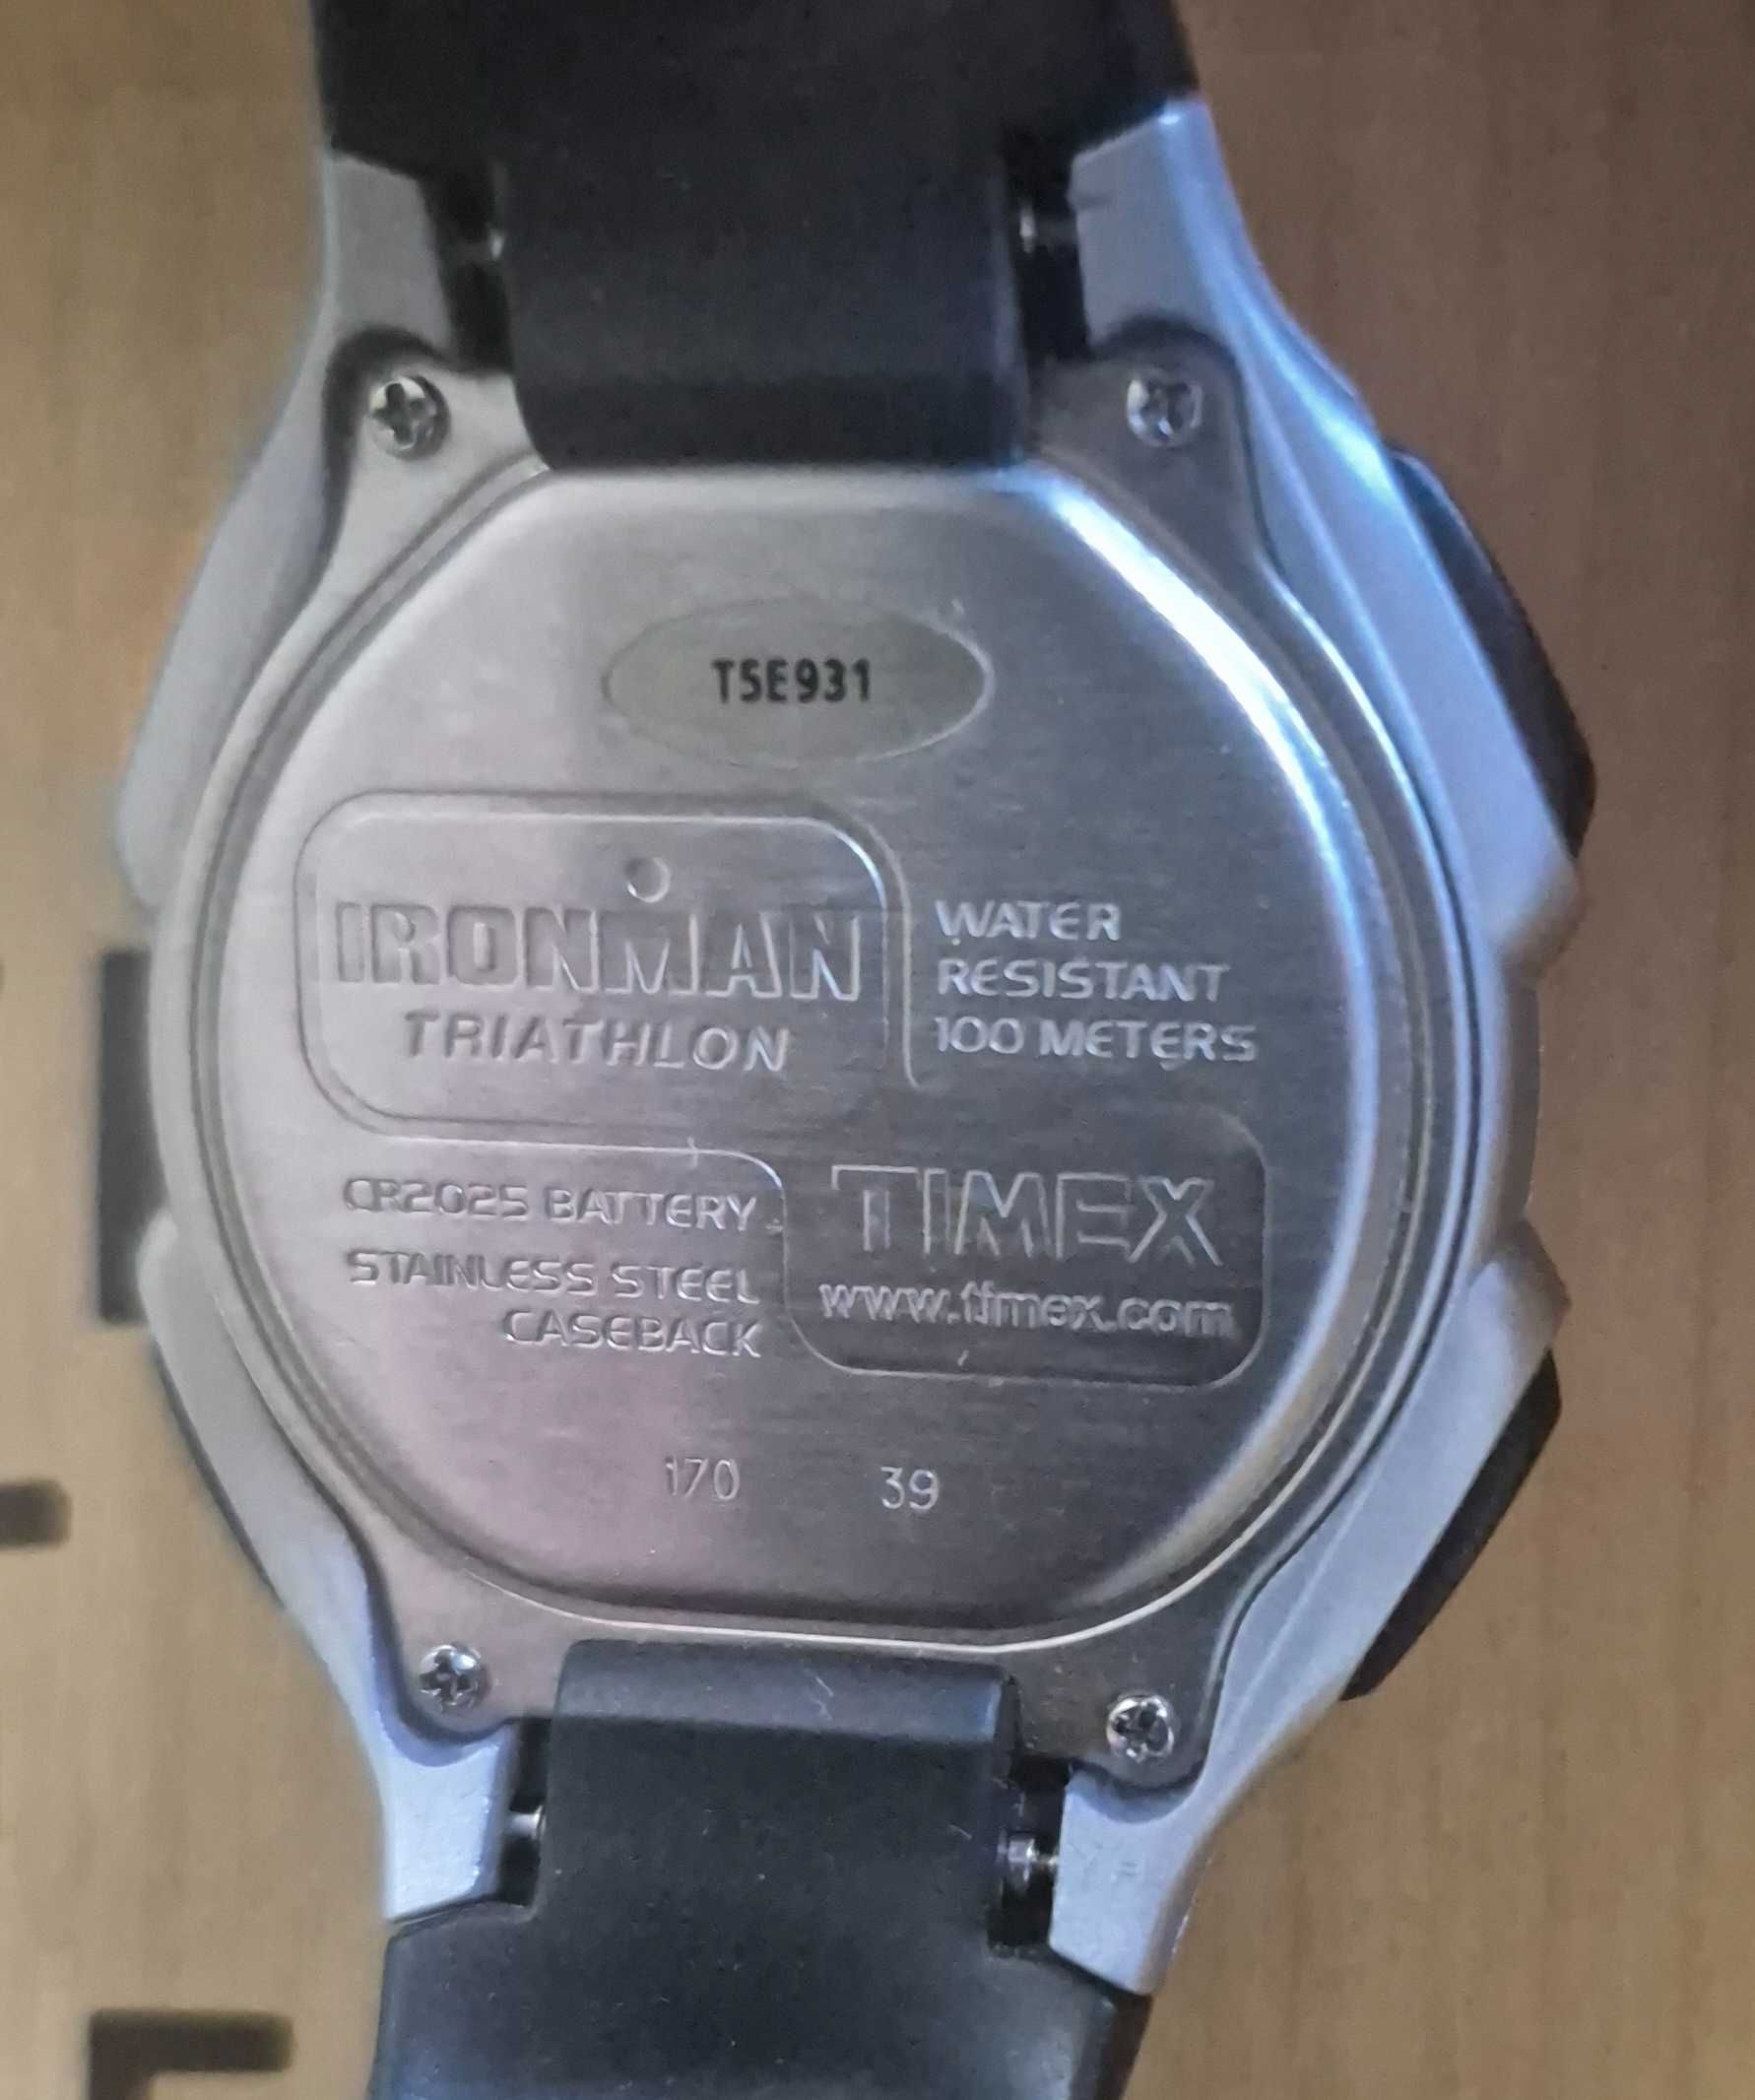 T5E931
IRONMAN
TRIATHLON
WATER
RESISTANT
100 METERS
CR2025 BATTERY
STAINLESS STEEL
CASEBACK
TIMEX
www.timex.com
170 39